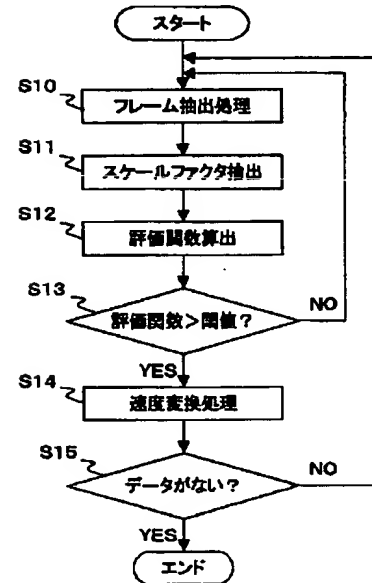 スタート
S10
フレーム抽出処理
S11
スケールファクタ抽出
S12
評価関数算出
S13
評価関数>閾値?
NO
YES
S14
速度変換処理
S15
データがない?
NO
YES
エンド